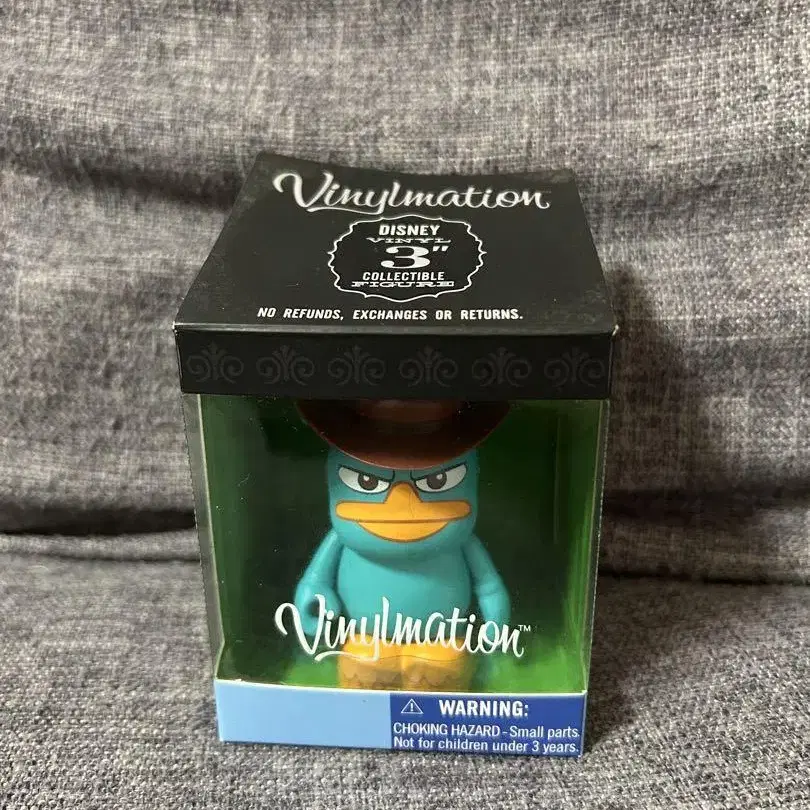 Vinylmation
DISNEY
VINYL
3"
COLLECTIBLE
FIGURE
NO REFUNDS, EXCHANGES OR RETURNS.
Vinylmation™
⚠ WARNING:
CHOKING HAZARD - Small parts.
Not for children under 3 years.